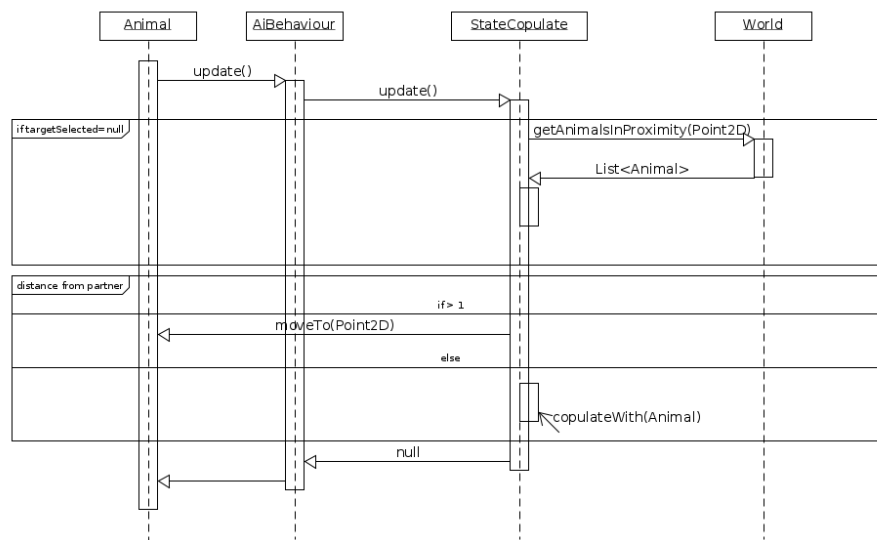 Animal
AiBehaviour
StateCopulate
World
update()
update()
iftargetSelected=null
getAnimalsInProximity(Point2D)
List<Animal>
distance from partner
if> 1
moveTo(Point2D)
else
copulateWith(Animal)
null